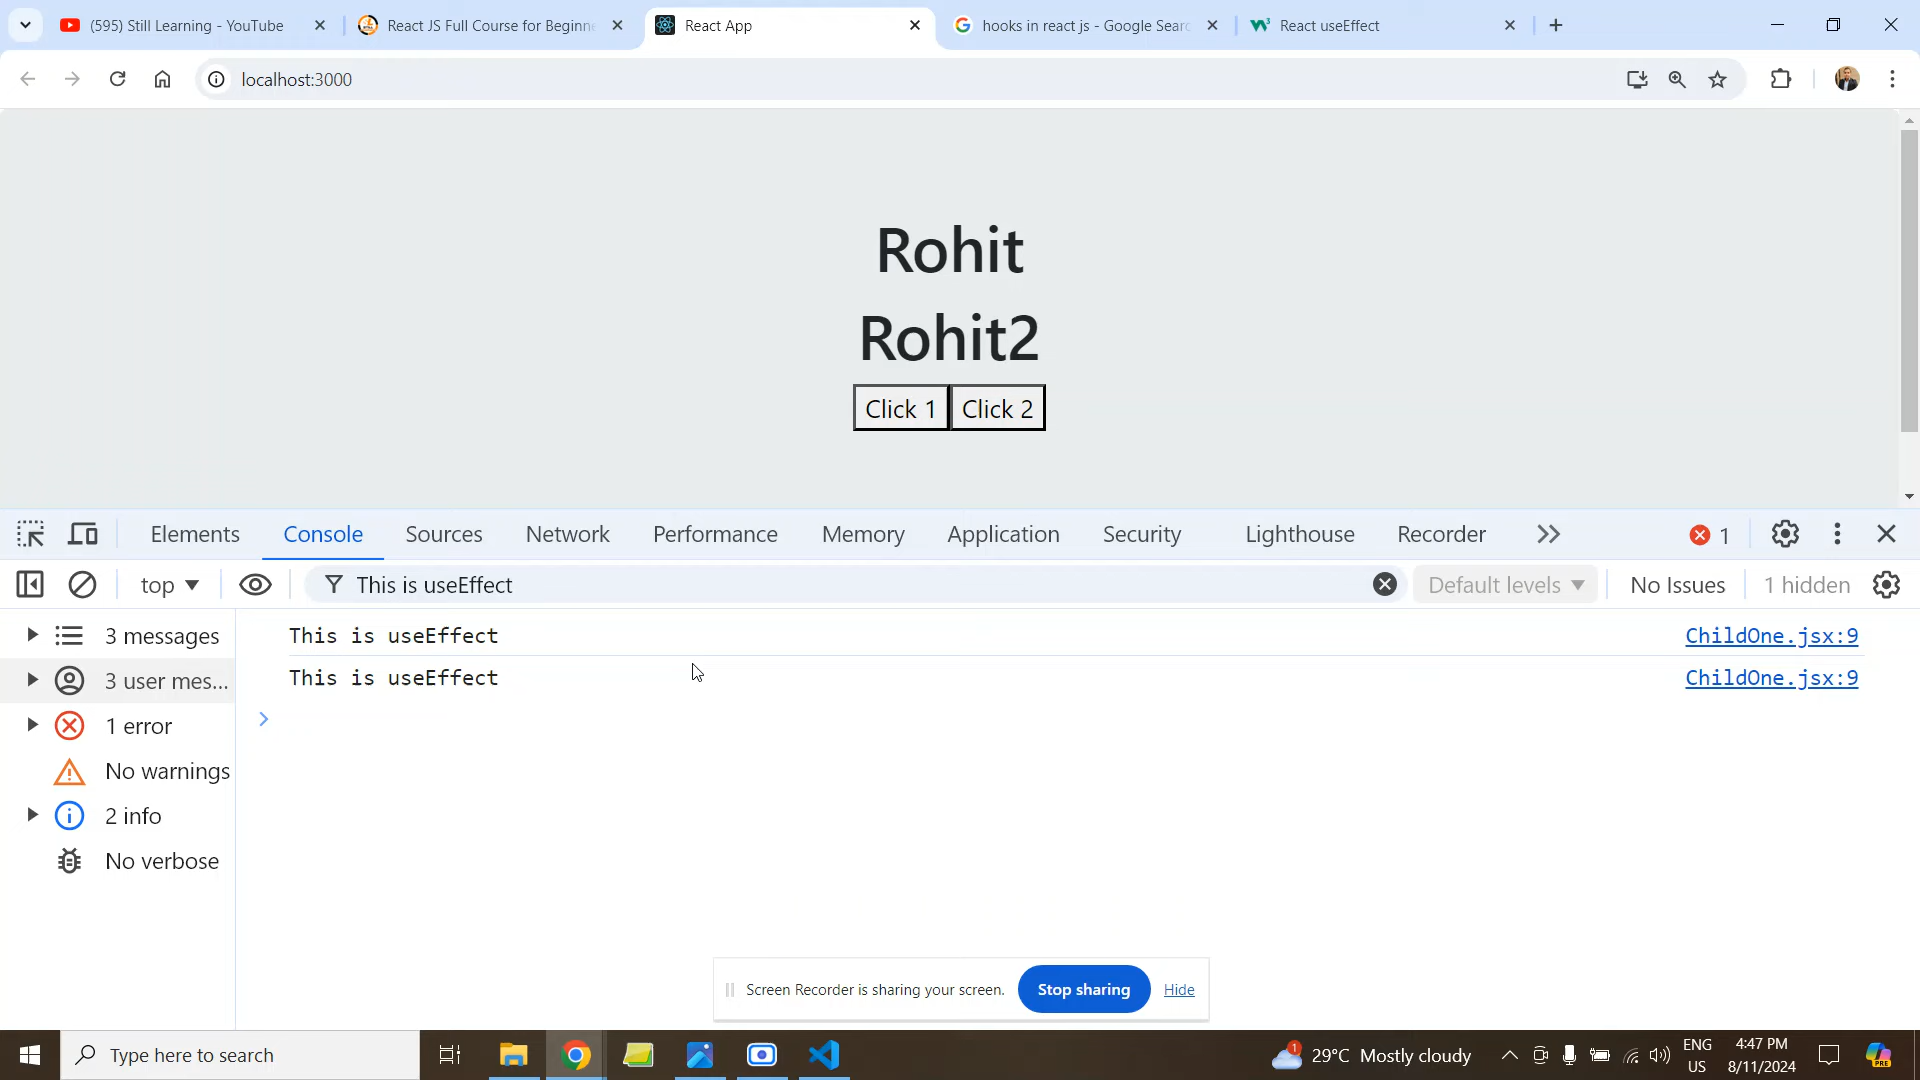 (595) Still Learning - YouTube
React JS Full Course for Beginne
React App
hooks in react js - Google Searc
React useEffect
localhost:3000
Rohit
Rohit2
Click 1
Click 2
Elements
Console
Sources
Network
Performance
Memory
Application
Security
Lighthouse
Recorder
1
top
This is useEffect
Default levels
No Issues
1 hidden
3 messages
3 user mes...
1 error
No warnings
2 info
No verbose
This is useEffect ChildOne.jsx:9
This is useEffect ChildOne.jsx:9
Screen Recorder is sharing your screen.
Stop sharing
Hide
Type here to search
1
29°C Mostly cloudy
ENG
US
4:47 PM
8/11/2024
PRE